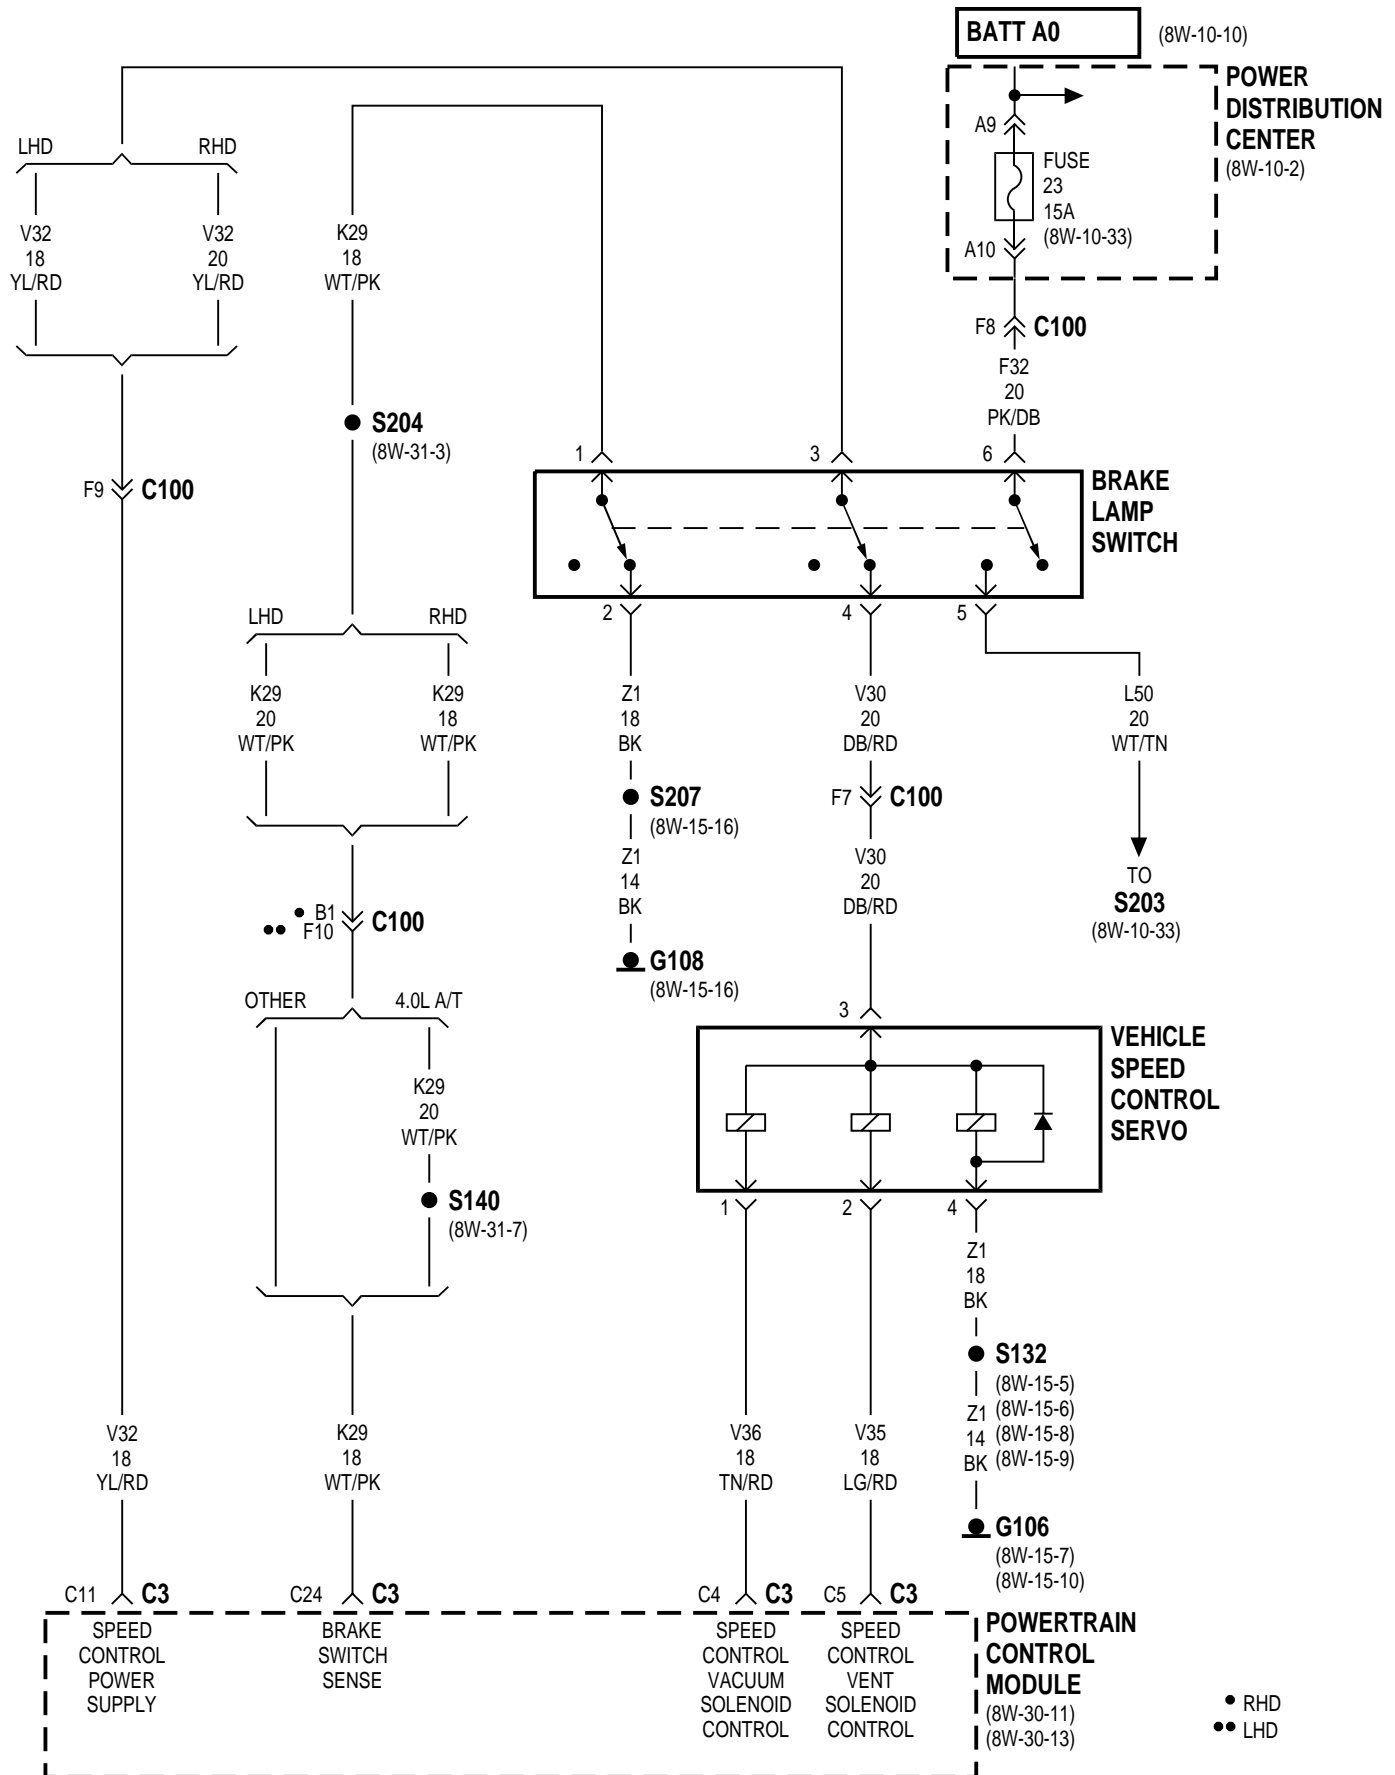 BATT A0
(8W-10-10)
POWER
DISTRIBUTION
CENTER
(8W-10-2)
A9
FUSE
23
15A
(8W-10-33)
A10
F8 C100
F32
20
PK/DB
LHD
RHD
V32
18
YL/RD
V32
20
YL/RD
K29
18
WT/PK
S204
(8W-31-3)
F9 C100
1
3
6
BRAKE
LAMP
SWITCH
2
4
5
LHD
RHD
K29
20
WT/PK
K29
18
WT/PK
Z1
18
BK
V30
20
DB/RD
L50
20
WT/TN
S207
(8W-15-16)
F7 C100
Z1
14
BK
V30
20
DB/RD
TO
S203
(8W-10-33)
B1
F10
C100
G108
(8W-15-16)
OTHER
4.0L A/T
3
VEHICLE
SPEED
CONTROL
SERVO
K29
20
WT/PK
S140
(8W-31-7)
1
2
4
Z1
18
BK
S132
(8W-15-5)
(8W-15-6)
(8W-15-8)
(8W-15-9)
Z1
14
BK
V32
18
YL/RD
K29
18
WT/PK
V36
18
TN/RD
V35
18
LG/RD
G106
(8W-15-7)
(8W-15-10)
C11 C3
C24 C3
C4 C3
C5 C3
SPEED
CONTROL
POWER
SUPPLY
BRAKE
SWITCH
SENSE
SPEED
CONTROL
VACUUM
SOLENOID
CONTROL
SPEED
CONTROL
VENT
SOLENOID
CONTROL
POWERTRAIN
CONTROL
MODULE
(8W-30-11)
(8W-30-13)
• RHD
•• LHD